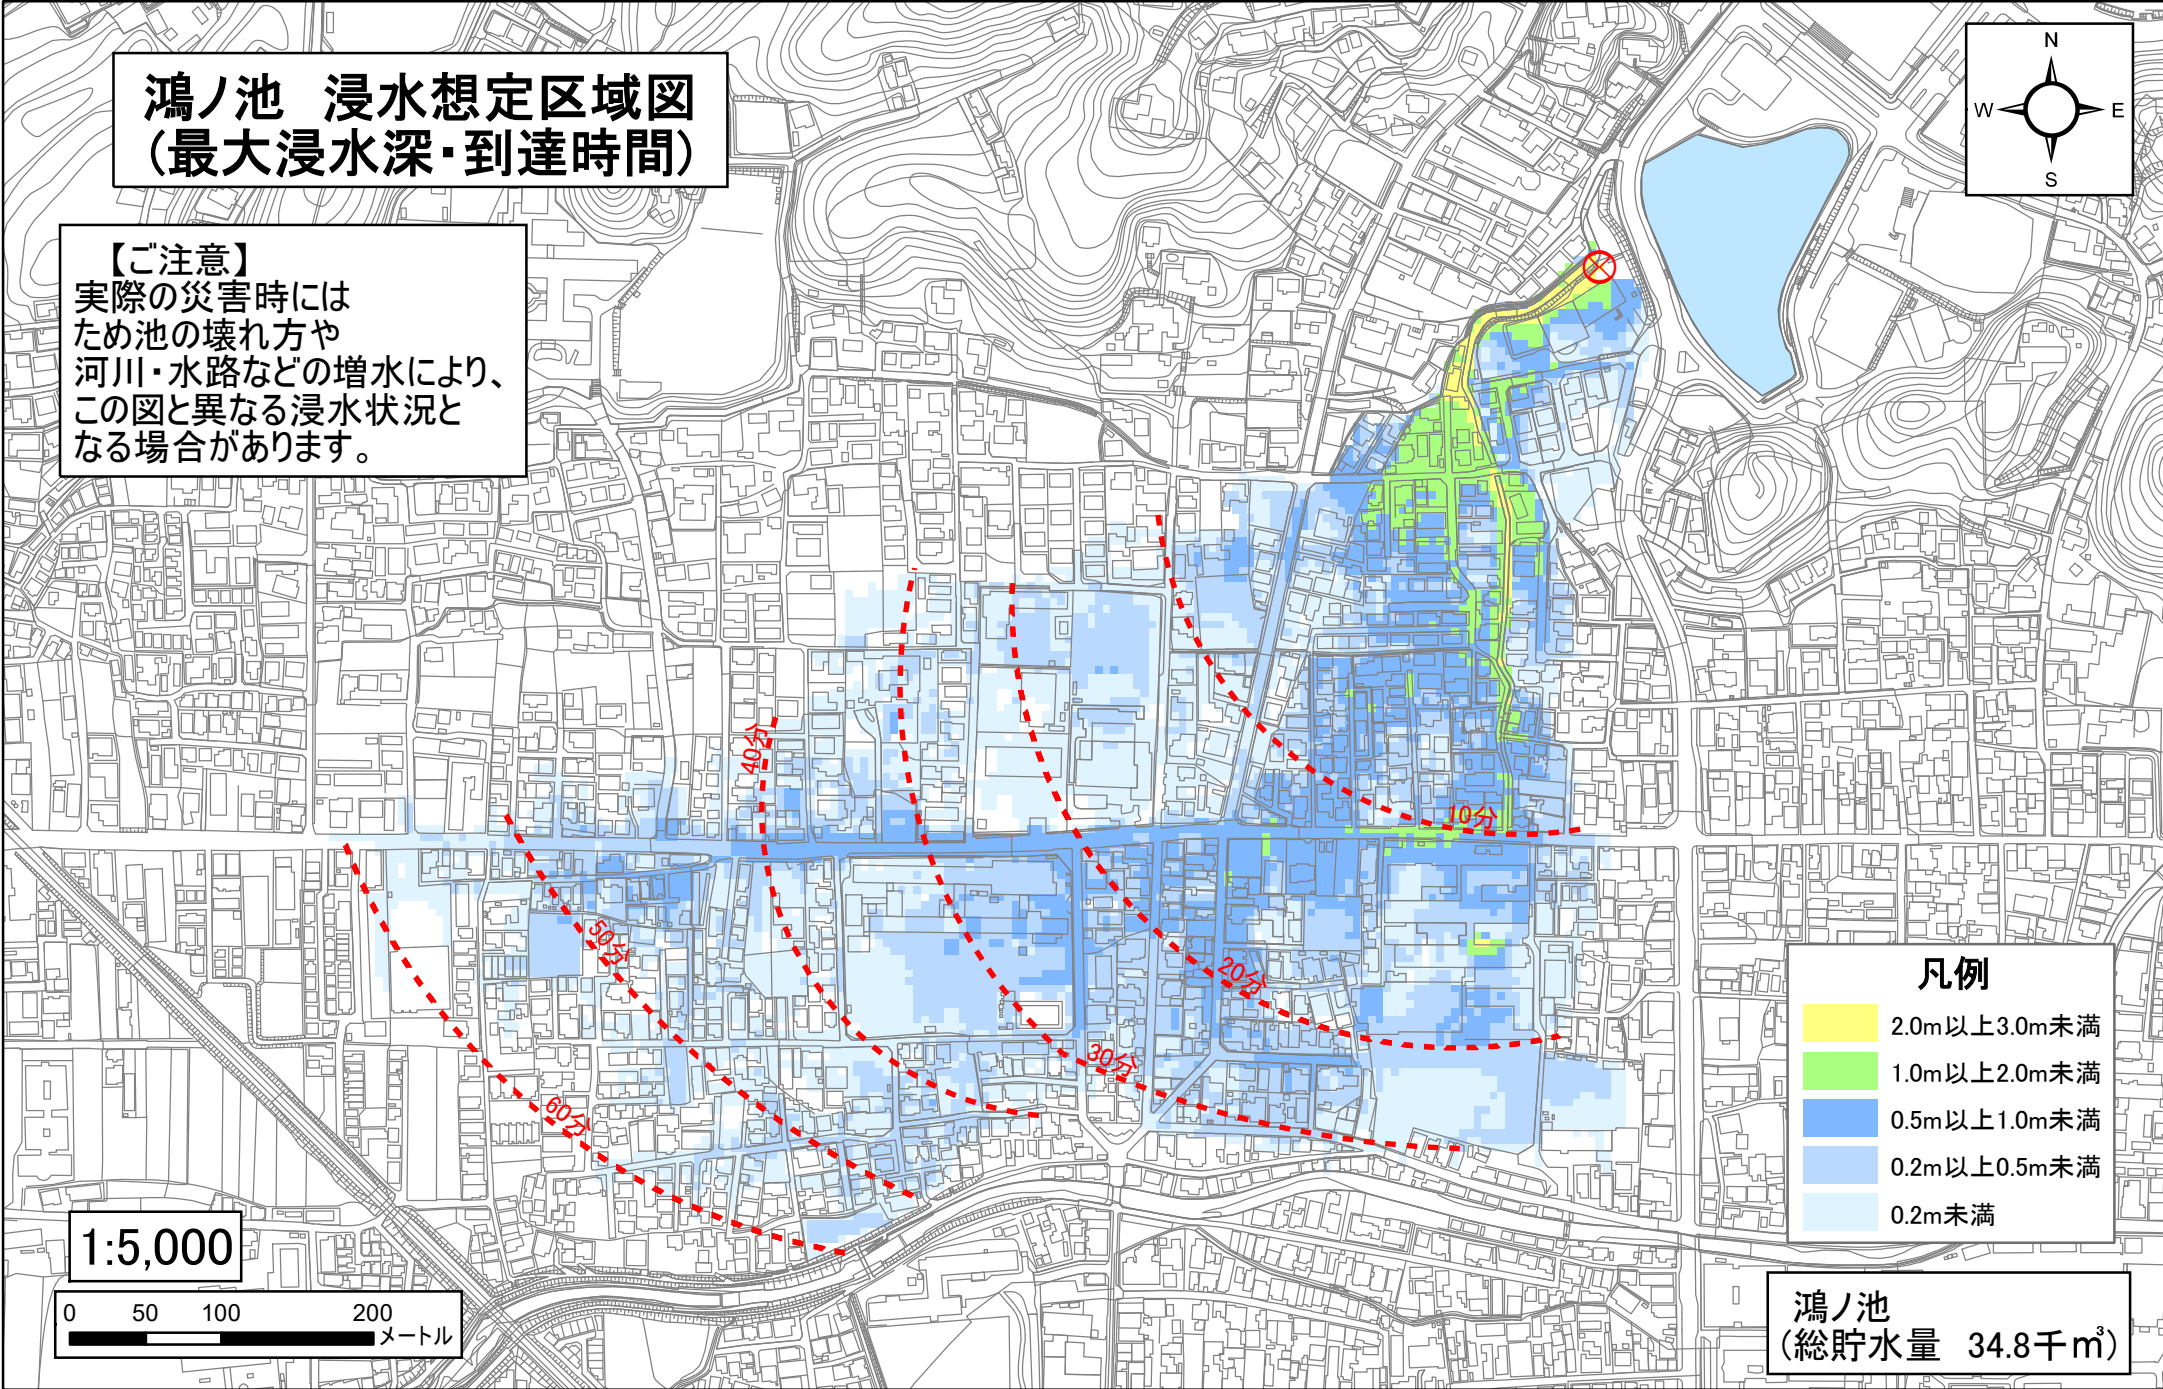 鴻ノ池 浸水想定区域図
(最大浸水深・到達時間)
N
W E
S
【ご注意】
実際の災害時には
ため池の壊れ方や
河川・水路などの増水により、
この図と異なる浸水状況と
なる場合があります。
40分
10分
50分
20分
30分
60分
凡例
2.0m以上3.0m未満
1.0m以上2.0m未満
0.5m以上1.0m未満
0.2m以上0.5m未満
0.2m未満
1:5,000
0 50 100 200
メートル
鴻ノ池
(総貯水量 34.8千㎥)